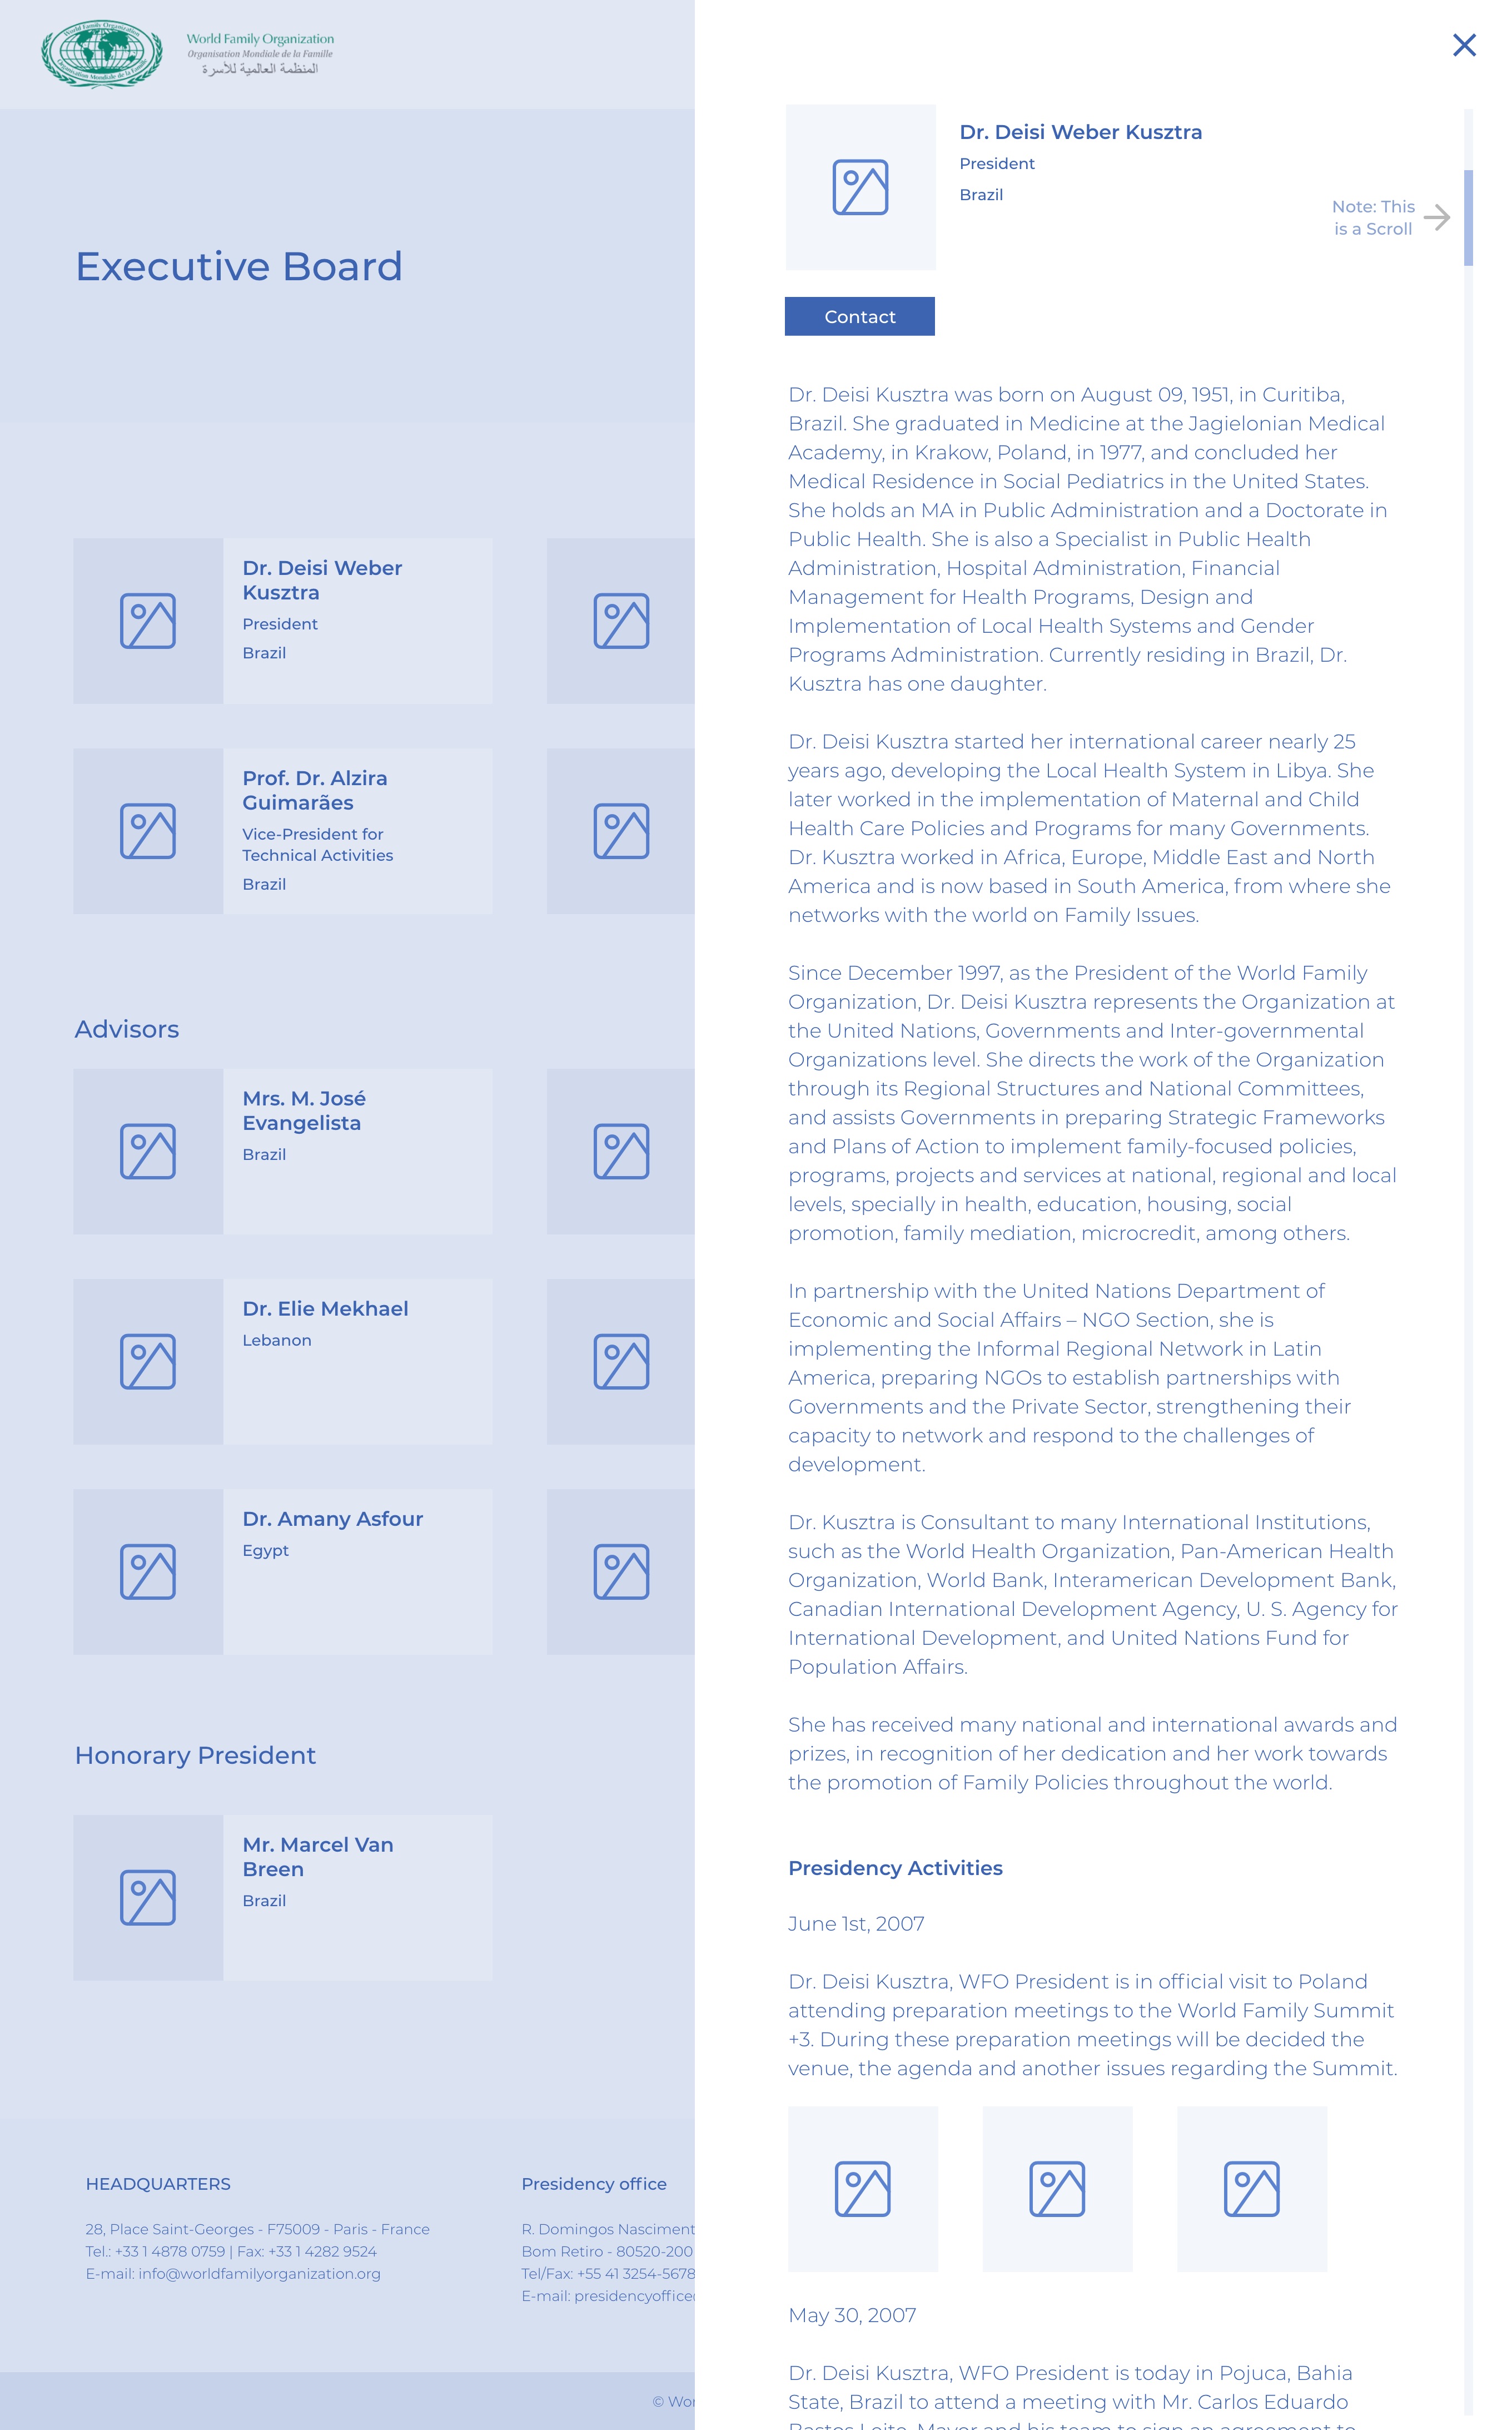 World Family Organization
Organisation Mondiale de la Famille
World Family Organization
Organisation Mondiale de la Famille
المنظمة العالمية للأسرة
Executive Board
Dr. Deisi Weber
Kusztra
President
Brazil
Prof. Dr. Alzira
Guimarães
Vice-President for
Technical Activities
Brazil
Advisors
Mrs. M. José
Evangelista
Brazil
Dr. Elie Mekhael
Lebanon
Dr. Amany Asfour
Egypt
Honorary President
Mr. Marcel Van
Breen
Brazil
HEADQUARTERS
28, Place Saint-Georges - F75009 - Paris - France
Tel.: +33 1 4878 0759 | Fax: +33 1 4282 9524
E-mail: info@worldfamilyorganization.org
Presidency office
R. Domingos Nasciment
Bom Retiro - 80520-200
Tel/Fax: +55 41 3254-5678
E-mail: presidencyoffice
© Wor
Dr. Deisi Weber Kusztra
President
Brazil
Note: This
is a Scroll
Contact
Dr. Deisi Kusztra was born on August 09, 1951, in Curitiba,
Brazil. She graduated in Medicine at the Jagielonian Medical
Academy, in Krakow, Poland, in 1977, and concluded her
Medical Residence in Social Pediatrics in the United States.
She holds an MA in Public Administration and a Doctorate in
Public Health. She is also a Specialist in Public Health
Administration, Hospital Administration, Financial
Management for Health Programs, Design and
Implementation of Local Health Systems and Gender
Programs Administration. Currently residing in Brazil, Dr.
Kusztra has one daughter.
Dr. Deisi Kusztra started her international career nearly 25
years ago, developing the Local Health System in Libya. She
later worked in the implementation of Maternal and Child
Health Care Policies and Programs for many Governments.
Dr. Kusztra worked in Africa, Europe, Middle East and North
America and is now based in South America, from where she
networks with the world on Family Issues.
Since December 1997, as the President of the World Family
Organization, Dr. Deisi Kusztra represents the Organization at
the United Nations, Governments and Inter-governmental
Organizations level. She directs the work of the Organization
through its Regional Structures and National Committees,
and assists Governments in preparing Strategic Frameworks
and Plans of Action to implement family-focused policies,
programs, projects and services at national, regional and local
levels, specially in health, education, housing, social
promotion, family mediation, microcredit, among others.
In partnership with the United Nations Department of
Economic and Social Affairs – NGO Section, she is
implementing the Informal Regional Network in Latin
America, preparing NGOs to establish partnerships with
Governments and the Private Sector, strengthening their
capacity to network and respond to the challenges of
development.
Dr. Kusztra is Consultant to many International Institutions,
such as the World Health Organization, Pan-American Health
Organization, World Bank, Interamerican Development Bank,
Canadian International Development Agency, U. S. Agency for
International Development, and United Nations Fund for
Population Affairs.
She has received many national and international awards and
prizes, in recognition of her dedication and her work towards
the promotion of Family Policies throughout the world.
Presidency Activities
June 1st, 2007
Dr. Deisi Kusztra, WFO President is in official visit to Poland
attending preparation meetings to the World Family Summit
+3. During these preparation meetings will be decided the
venue, the agenda and another issues regarding the Summit.
May 30, 2007
Dr. Deisi Kusztra, WFO President is today in Pojuca, Bahia
State, Brazil to attend a meeting with Mr. Carlos Eduardo
Bastos Leite, Mayor and his team to sign an agreement to